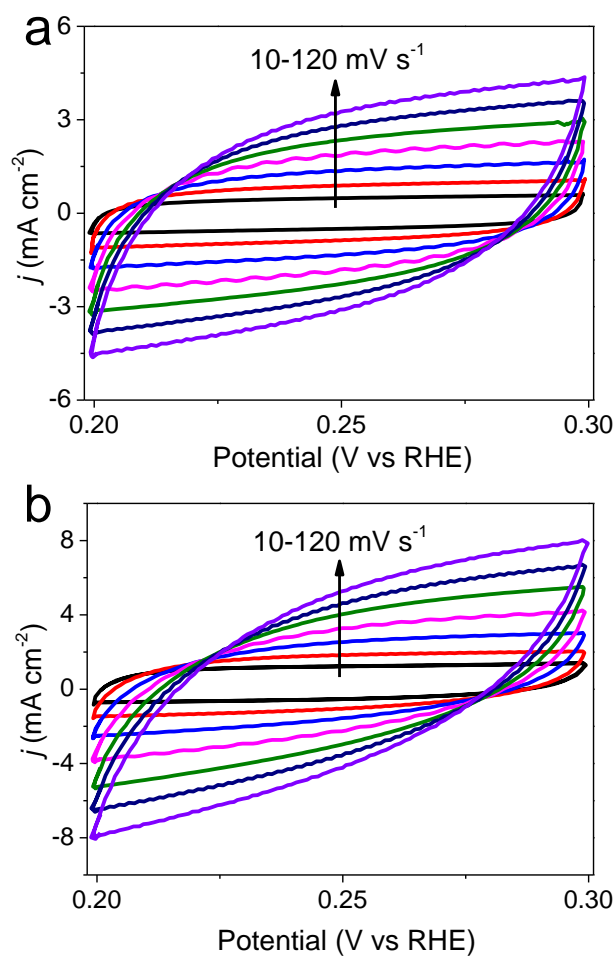 a
6
10-120 mV s⁻¹
3
0
-3
-6
j (mA cm⁻²)
0.20
0.25
0.30
Potential (V vs RHE)
b
8
10-120 mV s⁻¹
4
0
-4
-8
j (mA cm⁻²)
0.20
0.25
0.30
Potential (V vs RHE)